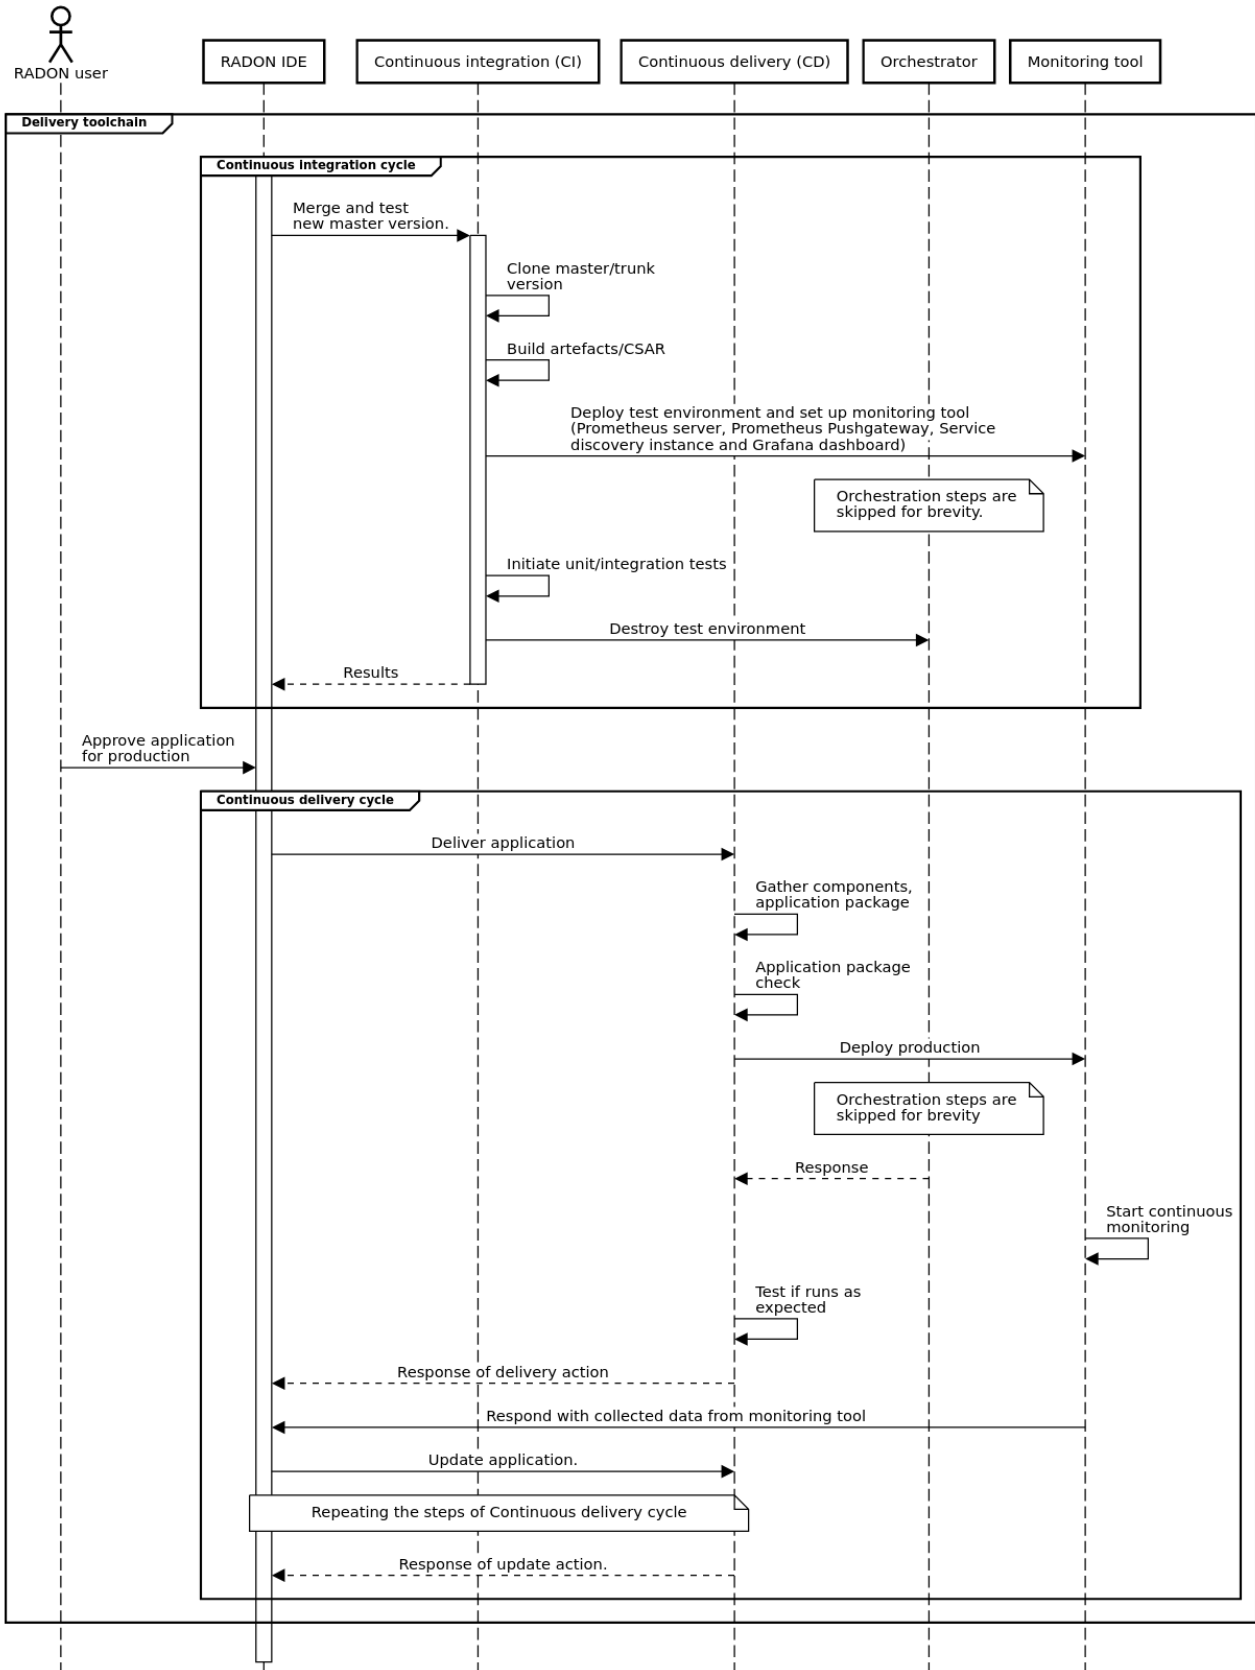 RADON user
RADON IDE
Continuous integration (CI)
Continuous delivery (CD)
Orchestrator
Monitoring tool
Delivery toolchain
Continuous integration cycle
Merge and test
new master version.
Clone master/trunk
version
Build artefacts/CSAR
Deploy test environment and set up monitoring tool
(Prometheus server, Prometheus Pushgateway, Service
discovery instance and Grafana dashboard)
Orchestration steps are
skipped for brevity.
Initiate unit/integration tests
Destroy test environment
Results
Approve application
for production
Continuous delivery cycle
Deliver application
Gather components,
application package
Application package
check
Deploy production
Orchestration steps are
skipped for brevity
Response
Start continuous
monitoring
Test if runs as
expected
Response of delivery action
Respond with collected data from monitoring tool
Update application.
Repeating the steps of Continuous delivery cycle
Response of update action.